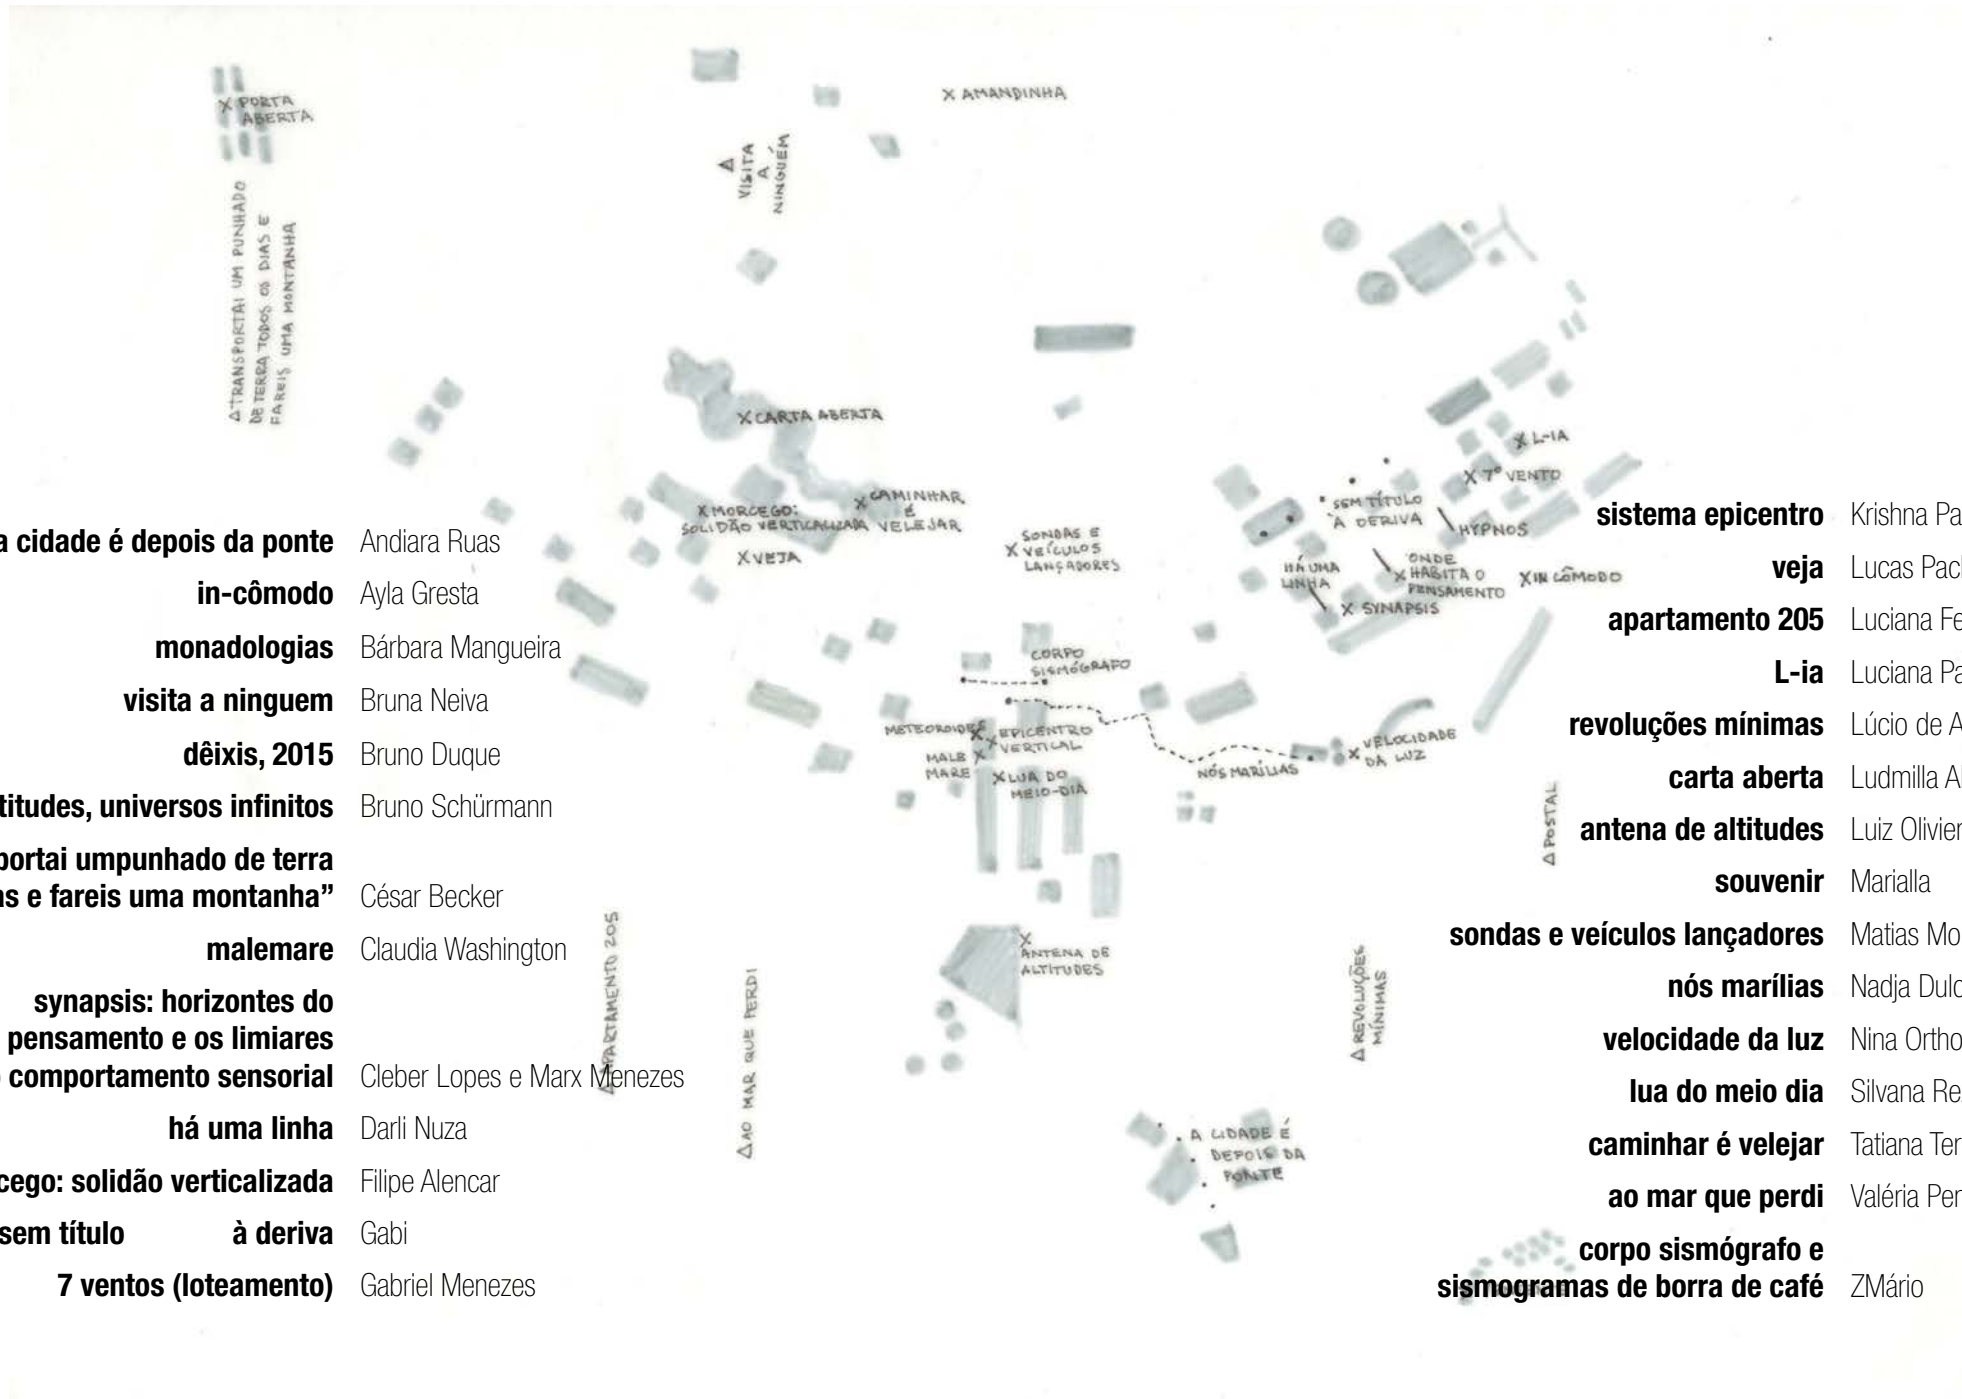 X PORTA
ABERTA
Δ TRANSPORTAI UM PUNHADO
DE TERRA TODOS OS DIAS E
FAREIS UMA MONTANHA
Δ
VISITA
A
NINGUÉM
X AMANDINHA
X CARTA ABERTA
X MORCEGO:
SOLIDÃO VERTICALIZADA
X CAMINHAR
É
VELEJAR
X VEJA
SONDAS E
X VEÍCULOS
LANÇADORES
X L-IA
X 7º VENTO
SEM TÍTULO
À DERIVA
HYPNOS
HÁ UMA
LINHA
ONDE
X HABITA O
PENSAMENTO
X IN CÔMODO
X SYNAPSIS
CORPO
SISMÓGRAFO
METEOROIDES X
X EPICENTRO
VERTICAL
MALE X
MARE
X LUA DO
MEIO-DIA
NÓS MARÍLIAS
X VELOCIDADE
DA LUZ
Δ POSTAL
X
ANTENA DE
ALTITUDES
Δ APARTAMENTO 205
Δ AO MAR QUE PERDI
Δ REVOLUÇÕES
MÍNIMAS
A CIDADE É
DEPOIS DA
PONTE
a cidade é depois da ponte Andiara Ruas
in-cômodo Ayla Gresta
monadologias Bárbara Mangueira
visita a ninguem Bruna Neiva
dêixis, 2015 Bruno Duque
titudes, universos infinitos Bruno Schürmann
portai umpunhado de terra
as e fareis uma montanha” César Becker
malemare Claudia Washington
synapsis: horizontes do
pensamento e os limiares
comportamento sensorial Cleber Lopes e Marx Menezes
há uma linha Darli Nuza
cego: solidão verticalizada Filipe Alencar
sem título à deriva Gabi
7 ventos (loteamento) Gabriel Menezes
sistema epicentro Krishna Pa
veja Lucas Pac
apartamento 205 Luciana Fe
L-ia Luciana Pa
revoluções mínimas Lúcio de A
carta aberta Ludmilla Al
antena de altitudes Luiz Olivier
souvenir Marialla
sondas e veículos lançadores Matias Mo
nós marílias Nadja Dulc
velocidade da luz Nina Ortho
lua do meio dia Silvana Re
caminhar é velejar Tatiana Ter
ao mar que perdi Valéria Per
corpo sismógrafo e
sismogramas de borra de café ZMário